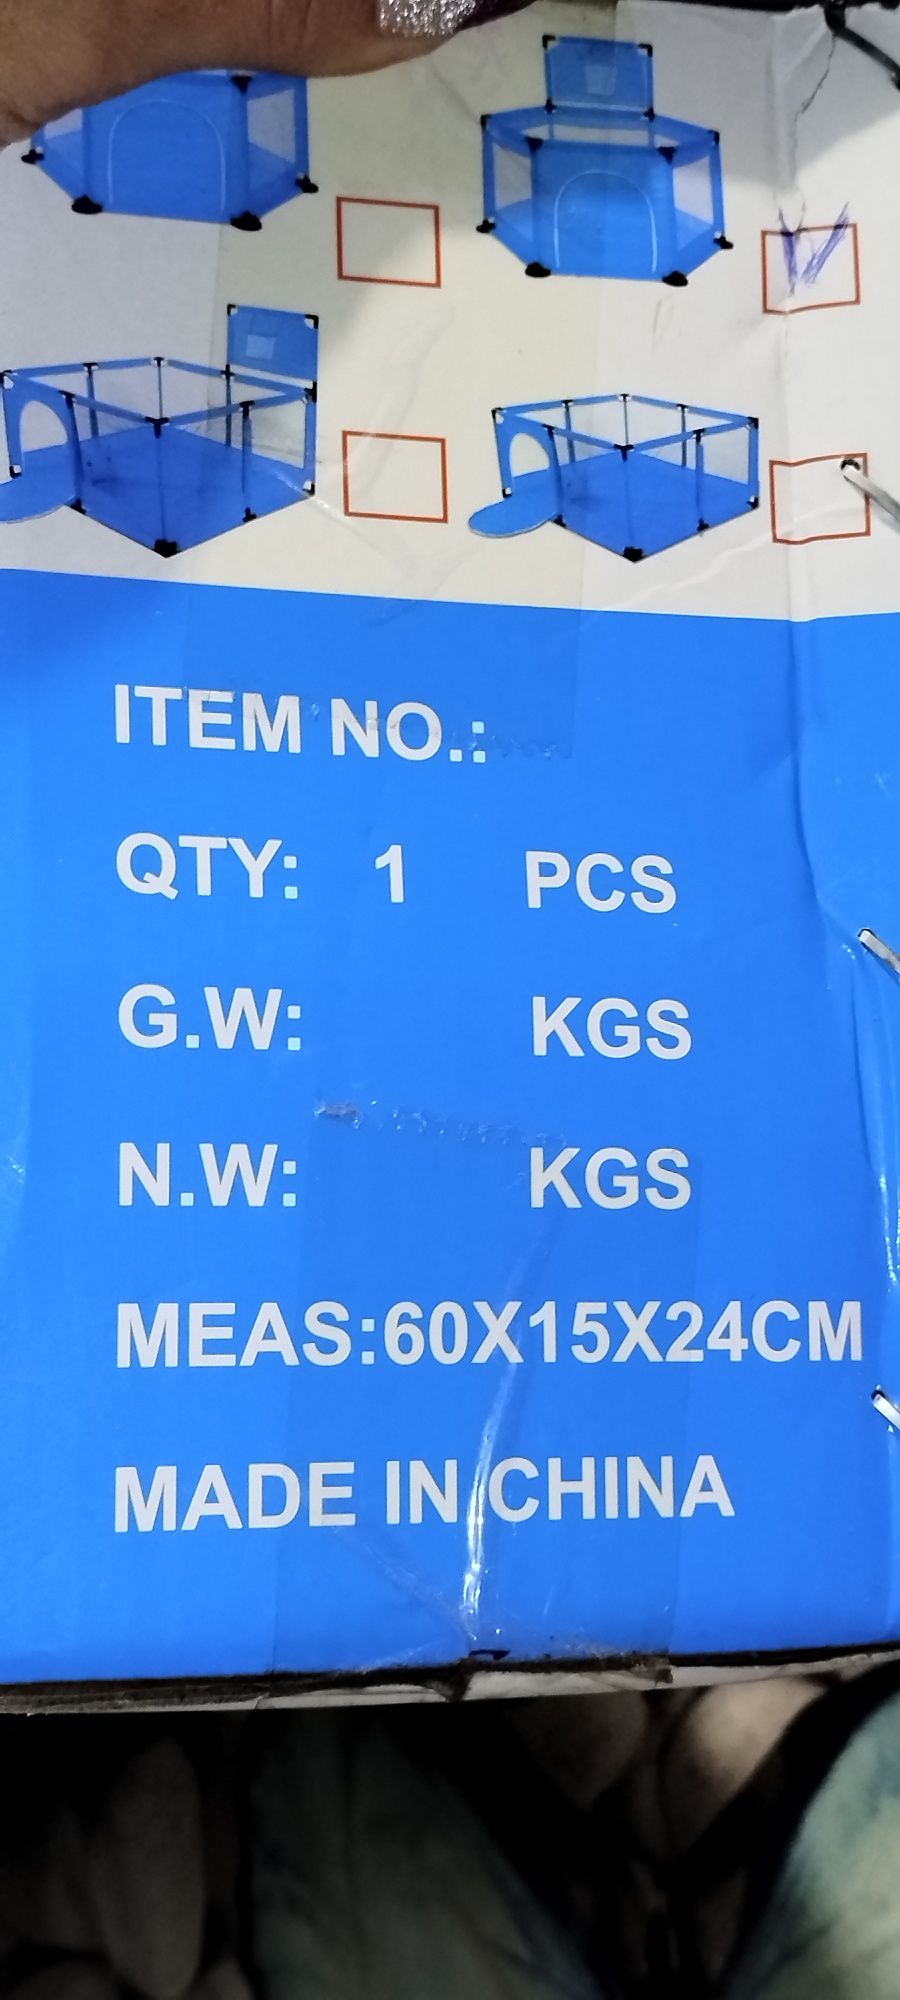 ITEM NO.:
QTY: 1 PCS
G.W: KGS
N.W: KGS
MEAS:60X15X24CM
MADE IN CHINA